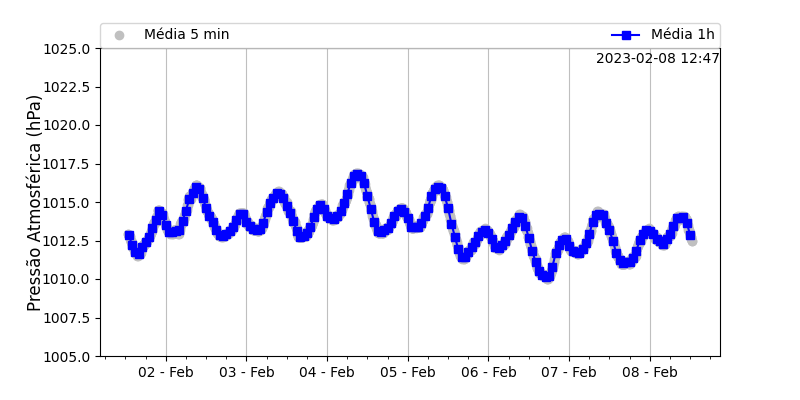 Média 5 min
Média 1h
2023-02-08 12:47
Pressão Atmosférica (hPa)
1025.0
1022.5
1020.0
1017.5
1015.0
1012.5
1010.0
1007.5
1005.0
02 - Feb
03 - Feb
04 - Feb
05 - Feb
06 - Feb
07 - Feb
08 - Feb